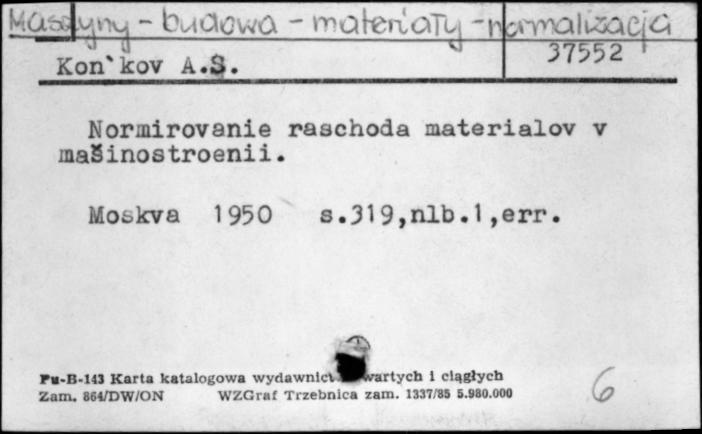 Maszyny - budowa - materiały - normalizacja
37552
Kon`kov A.S.
Normirovanie raschoda materialov v
mašinostroenii.
Moskva 1950 s.319,nlb.1,err.
Pu-B-143 Karta katalogowa wydawnict wartych i ciągłych
Zam. 864/DW/ON WZGraf Trzebnica zam. 1337/85 5.980.000
6